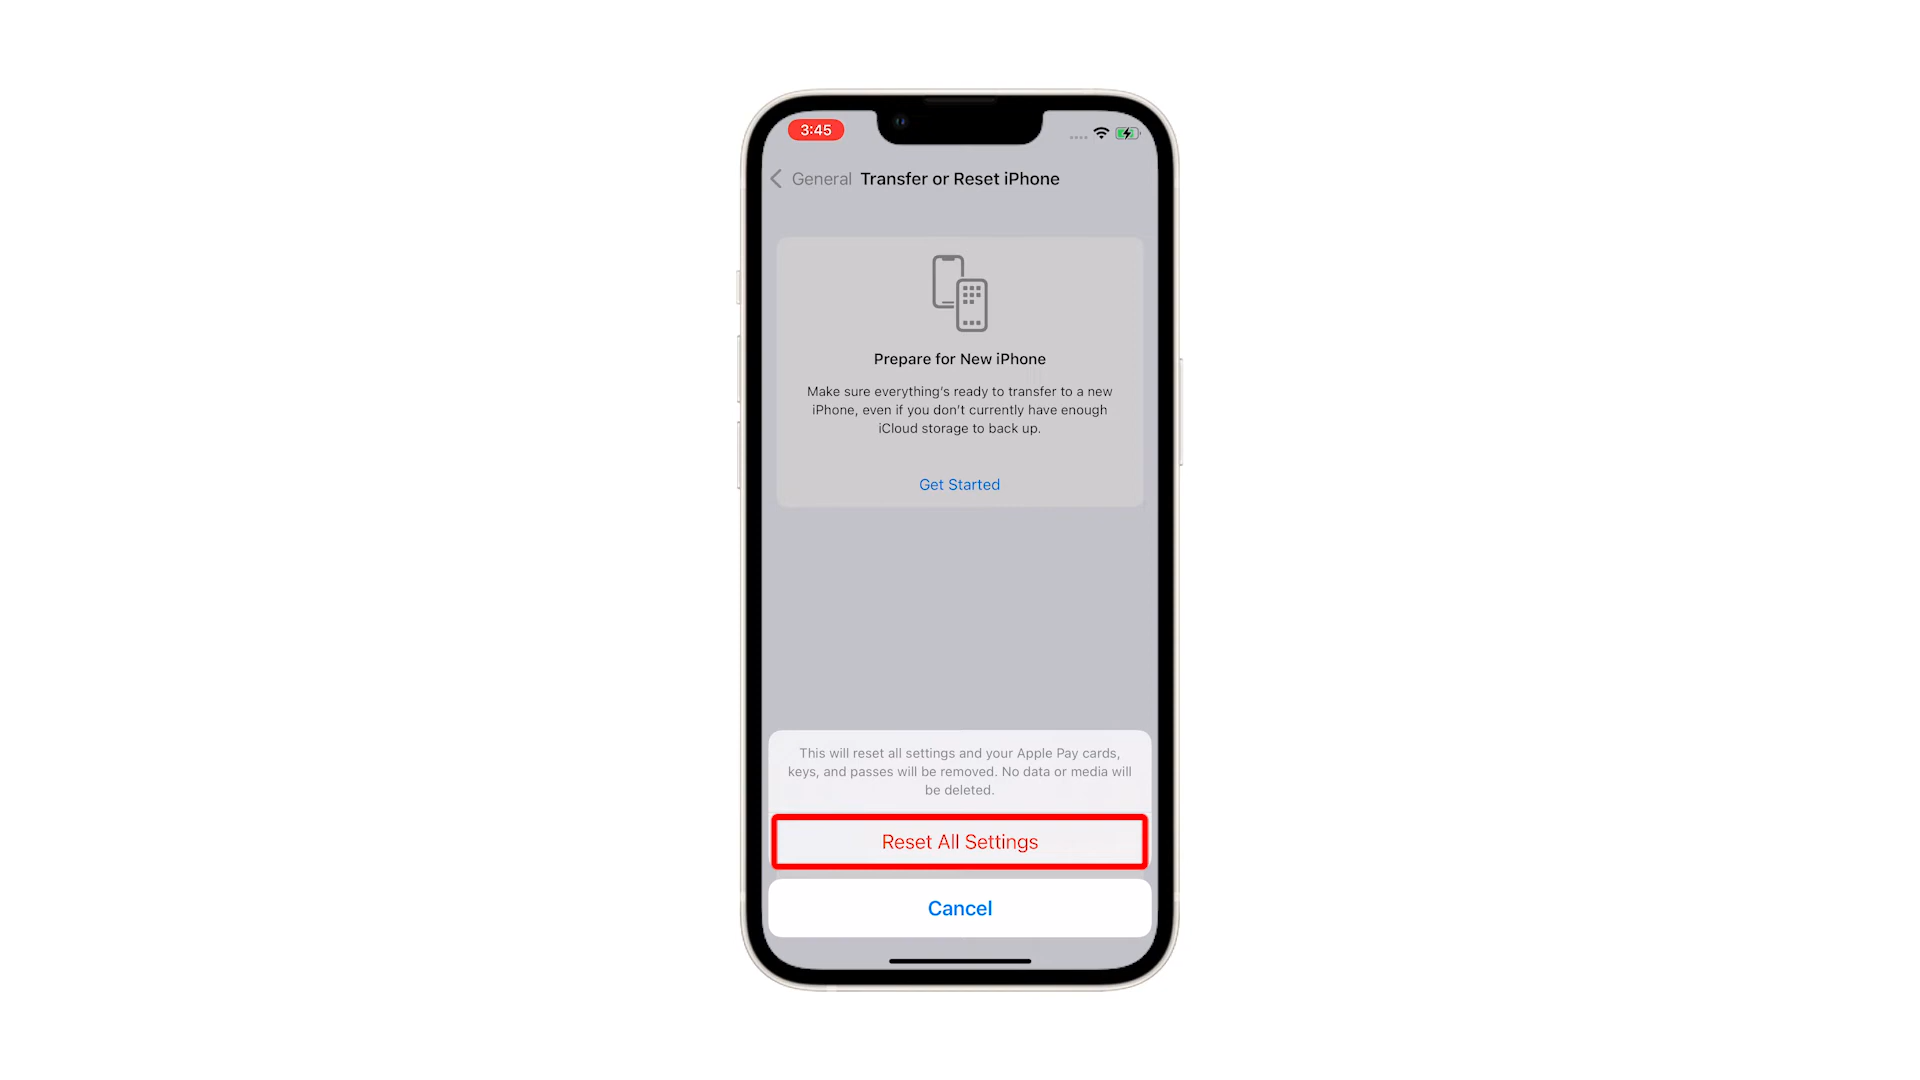 3:45
General Transfer or Reset iPhone
Prepare for New iPhone
Make sure everything's ready to transfer to a new
iPhone, even if you don't currently have enough
iCloud storage to back up.
Get Started
This will reset all settings and your Apple Pay cards,
keys, and passes will be removed. No data or media will
be deleted.
Reset All Settings
Cancel